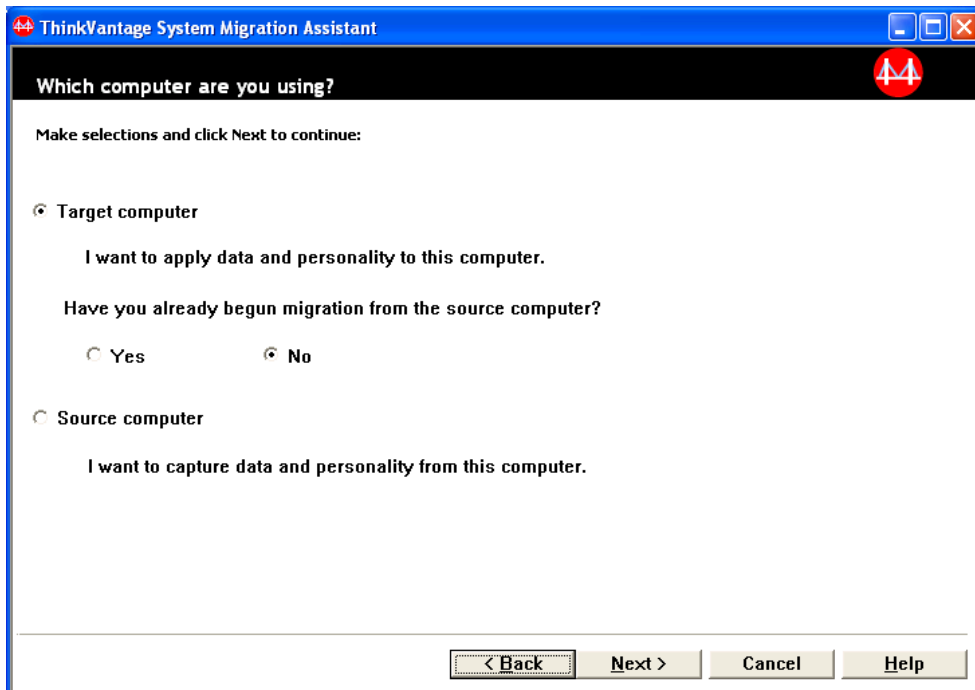 ThinkVantage System Migration Assistant
Which computer are you using?
Make selections and click Next to continue:
Target computer
I want to apply data and personality to this computer.
Have you already begun migration from the source computer?
Yes No
Source computer
I want to capture data and personality from this computer.
< Back Next > Cancel Help